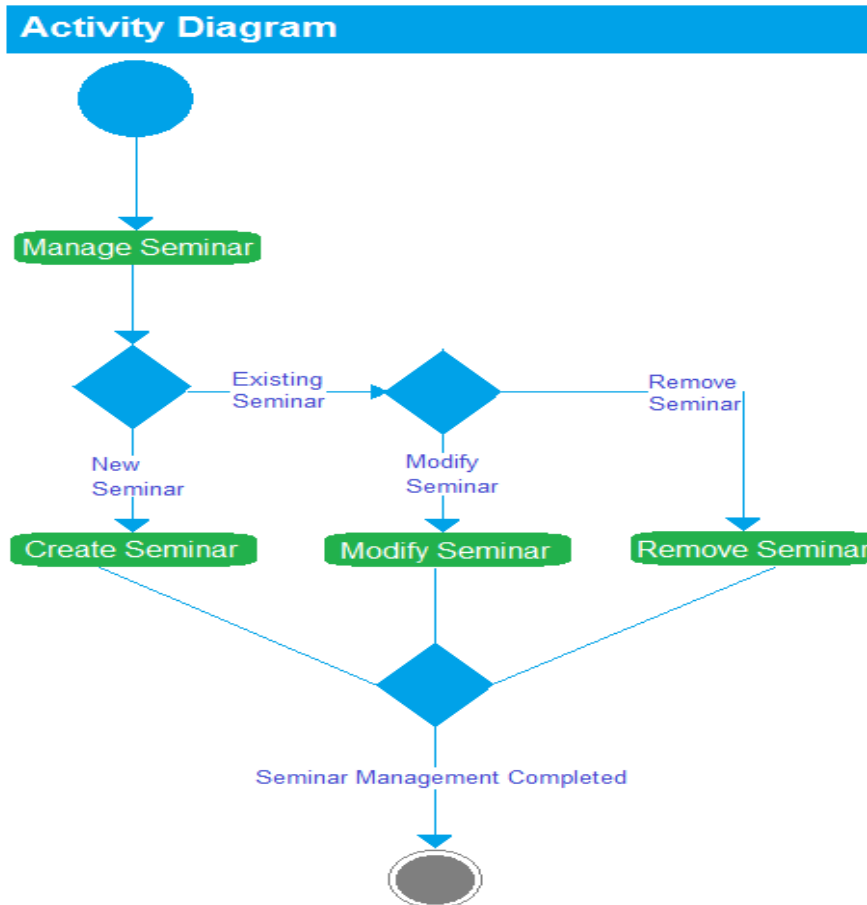 Activity Diagram
Manage Seminar
Existing
Seminar
Remove
Seminar
New
Seminar
Modify
Seminar
Create Seminar
Modify Seminar
Remove Seminar
Seminar Management Completed